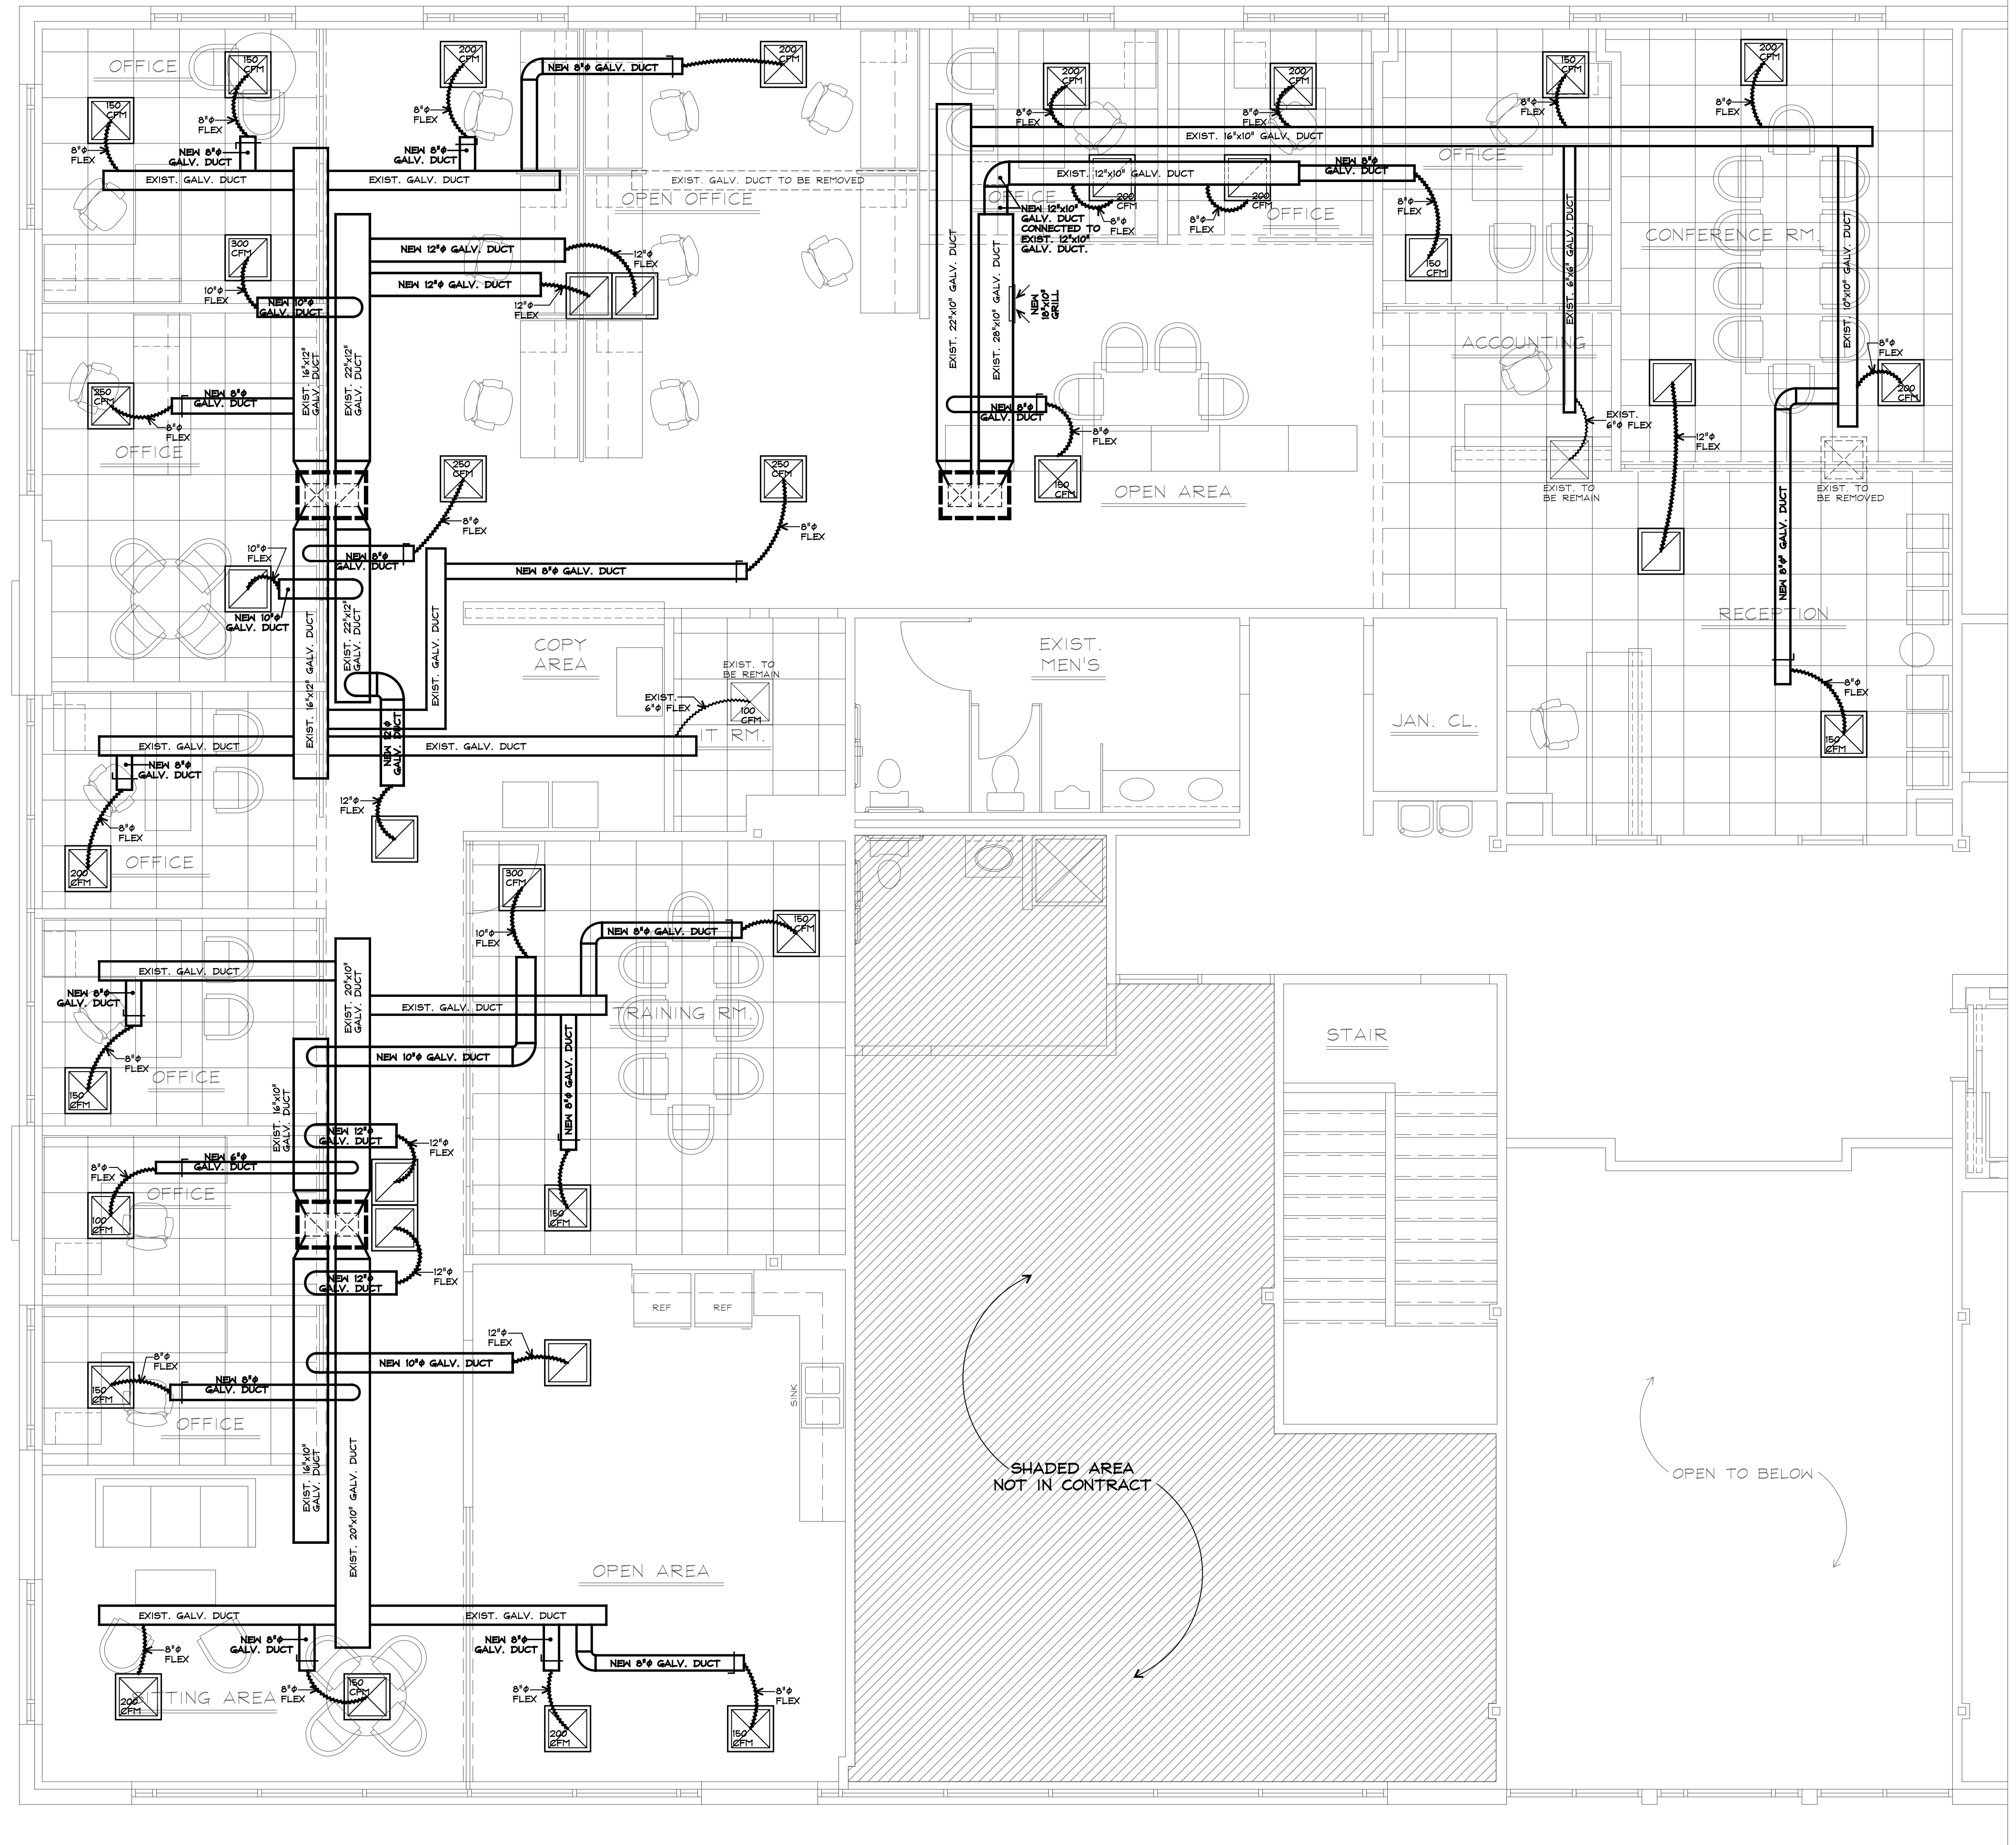 OFFICE
150
CFM
200
CFM
NEW 8"φ GALV. DUCT
200
CFM
200
CFM
200
CFM
150
CFM
200
CFM
150
CFM
8"φ
FLEX
8"φ
FLEX
8"φ
FLEX
8"φ
FLEX
8"φ
FLEX
8"φ
FLEX
8"φ
FLEX
NEW 8"φ
GALV. DUCT
NEW 8"φ
GALV. DUCT
EXIST. 16"x10" GALV. DUCT
EXIST. GALV. DUCT
EXIST. GALV. DUCT
EXIST. GALV. DUCT TO BE REMOVED
OPEN OFFICE
EXIST. 12"x10" GALV. DUCT
NEW 8"φ
GALV. DUCT
OFFICE
OFFICE
OFFICE
200
CFM
200
CFM
8"φ
FLEX
8"φ
FLEX
8"φ
FLEX
NEW 12"x10"
GALV. DUCT
CONNECTED TO
EXIST. 12"x10"
GALV. DUCT.
CONFERENCE RM.
300
CFM
10"φ
FLEX
NEW 10"φ
GALV. DUCT
NEW 12"φ GALV. DUCT
NEW 12"φ GALV. DUCT
12"φ
FLEX
12"φ
FLEX
150
CFM
NEW
18"x10"
GRILL
EXIST. 22"x10" GALV. DUCT
EXIST. 28"x10" GALV. DUCT
EXIST. 6"x6" GALV. DUCT
EXIST. 10"x10" GALV. DUCT
EXIST. 16"x12"
GALV. DUCT
EXIST. 22"x12"
GALV. DUCT
ACCOUNTING
8"φ
FLEX
200
CFM
250
CFM
NEW 8"φ
GALV. DUCT
8"φ
FLEX
OFFICE
NEW 8"φ
GALV. DUCT
8"φ
FLEX
EXIST.
6"φ FLEX
12"φ
FLEX
250
CFM
250
CFM
150
CFM
OPEN AREA
EXIST. TO
BE REMAIN
EXIST. TO
BE REMOVED
8"φ
FLEX
8"φ
FLEX
10"φ
FLEX
NEW 8"φ
GALV. DUCT
NEW 8"φ GALV. DUCT
NEW 8"φ GALV. DUCT
NEW 10"φ
GALV. DUCT
EXIST. 16"x12" GALV. DUCT
EXIST. 22"x12"
GALV. DUCT
EXIST. GALV. DUCT
COPY
AREA
EXIST.
MEN'S
RECEPTION
EXIST. TO
BE REMAIN
EXIST.
6"φ FLEX
100
CFM
IT RM.
JAN. CL.
8"φ
FLEX
150
CFM
EXIST. GALV. DUCT
EXIST. GALV. DUCT
NEW 12"φ
GALV. DUCT
NEW 8"φ
GALV. DUCT
12"φ
FLEX
8"φ
FLEX
OFFICE
200
CFM
300
CFM
10"φ
FLEX
NEW 8"φ GALV. DUCT
150
CFM
EXIST. GALV. DUCT
NEW 8"φ
GALV. DUCT
EXIST. 20"x10"
GALV. DUCT
EXIST. GALV. DUCT
TRAINING RM.
STAIR
8"φ
FLEX
OFFICE
150
CFM
NEW 10"φ GALV. DUCT
NEW 8"φ GALV. DUCT
EXIST. 16"x10"
GALV. DUCT
NEW 12"φ
GALV. DUCT
12"φ
FLEX
NEW 6"φ
GALV. DUCT
8"φ
FLEX
OFFICE
100
CFM
150
CFM
NEW 12"φ
GALV. DUCT
12"φ
FLEX
REF
REF
12"φ
FLEX
NEW 10"φ GALV. DUCT
8"φ
FLEX
NEW 8"φ
GALV. DUCT
150
CFM
OFFICE
SINK
EXIST. 16"x10"
GALV. DUCT
EXIST. 20"x10" GALV. DUCT
SHADED AREA
NOT IN CONTRACT
OPEN TO BELOW
OPEN AREA
EXIST. GALV. DUCT
EXIST. GALV. DUCT
8"φ
FLEX
NEW 8"φ
GALV. DUCT
NEW 8"φ
GALV. DUCT
NEW 8"φ GALV. DUCT
SITTING AREA
200
CFM
8"φ
FLEX
150
CFM
8"φ
FLEX
8"φ
FLEX
200
CFM
150
CFM